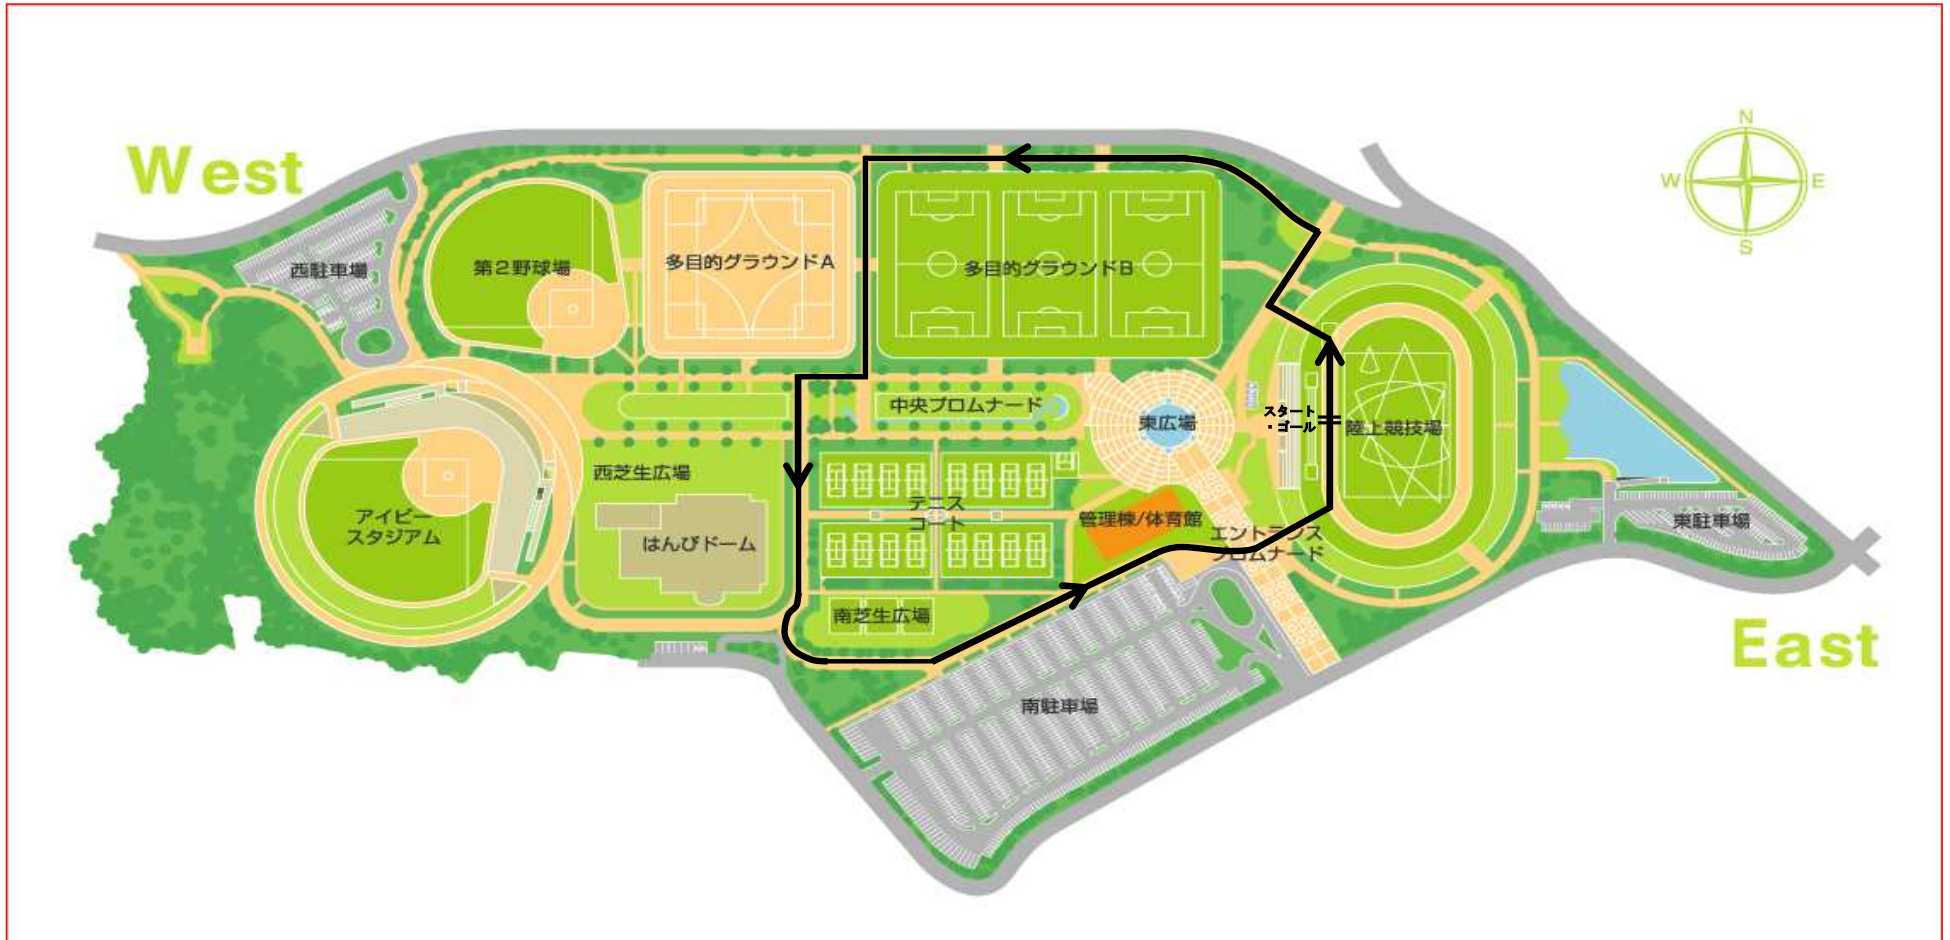 West
N
W
E
S
西駐車場
第2野球場
多目的グラウンドA
多目的グラウンドB
中央プロムナード
東広場
スタート
・ゴール
陸上競技場
西芝生広場
テニス
コート
アイビー
スタジアム
はんびドーム
管理棟/体育館
エントランス
プロムナード
東駐車場
南芝生広場
East
南駐車場